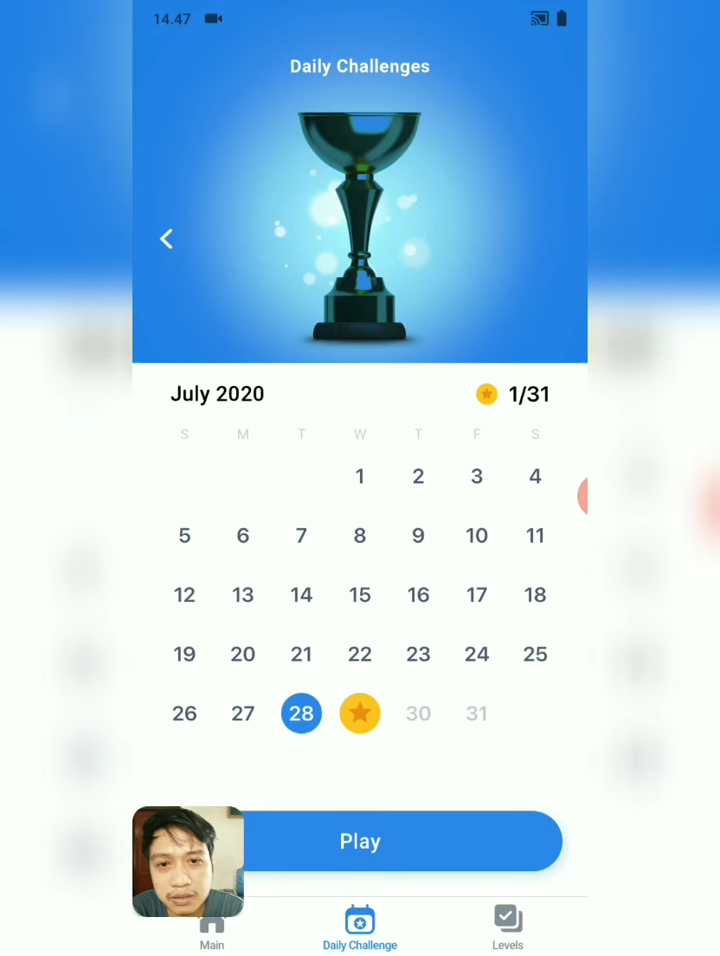 14.47
Daily Challenges
July 2020 1/31
S M T W T F S
1 2 3 4
5 6 7 8 9 10 11
12 13 14 15 16 17 18
19 20 21 22 23 24 25
26 27 28 30 31
Play
Main Daily Challenge Levels